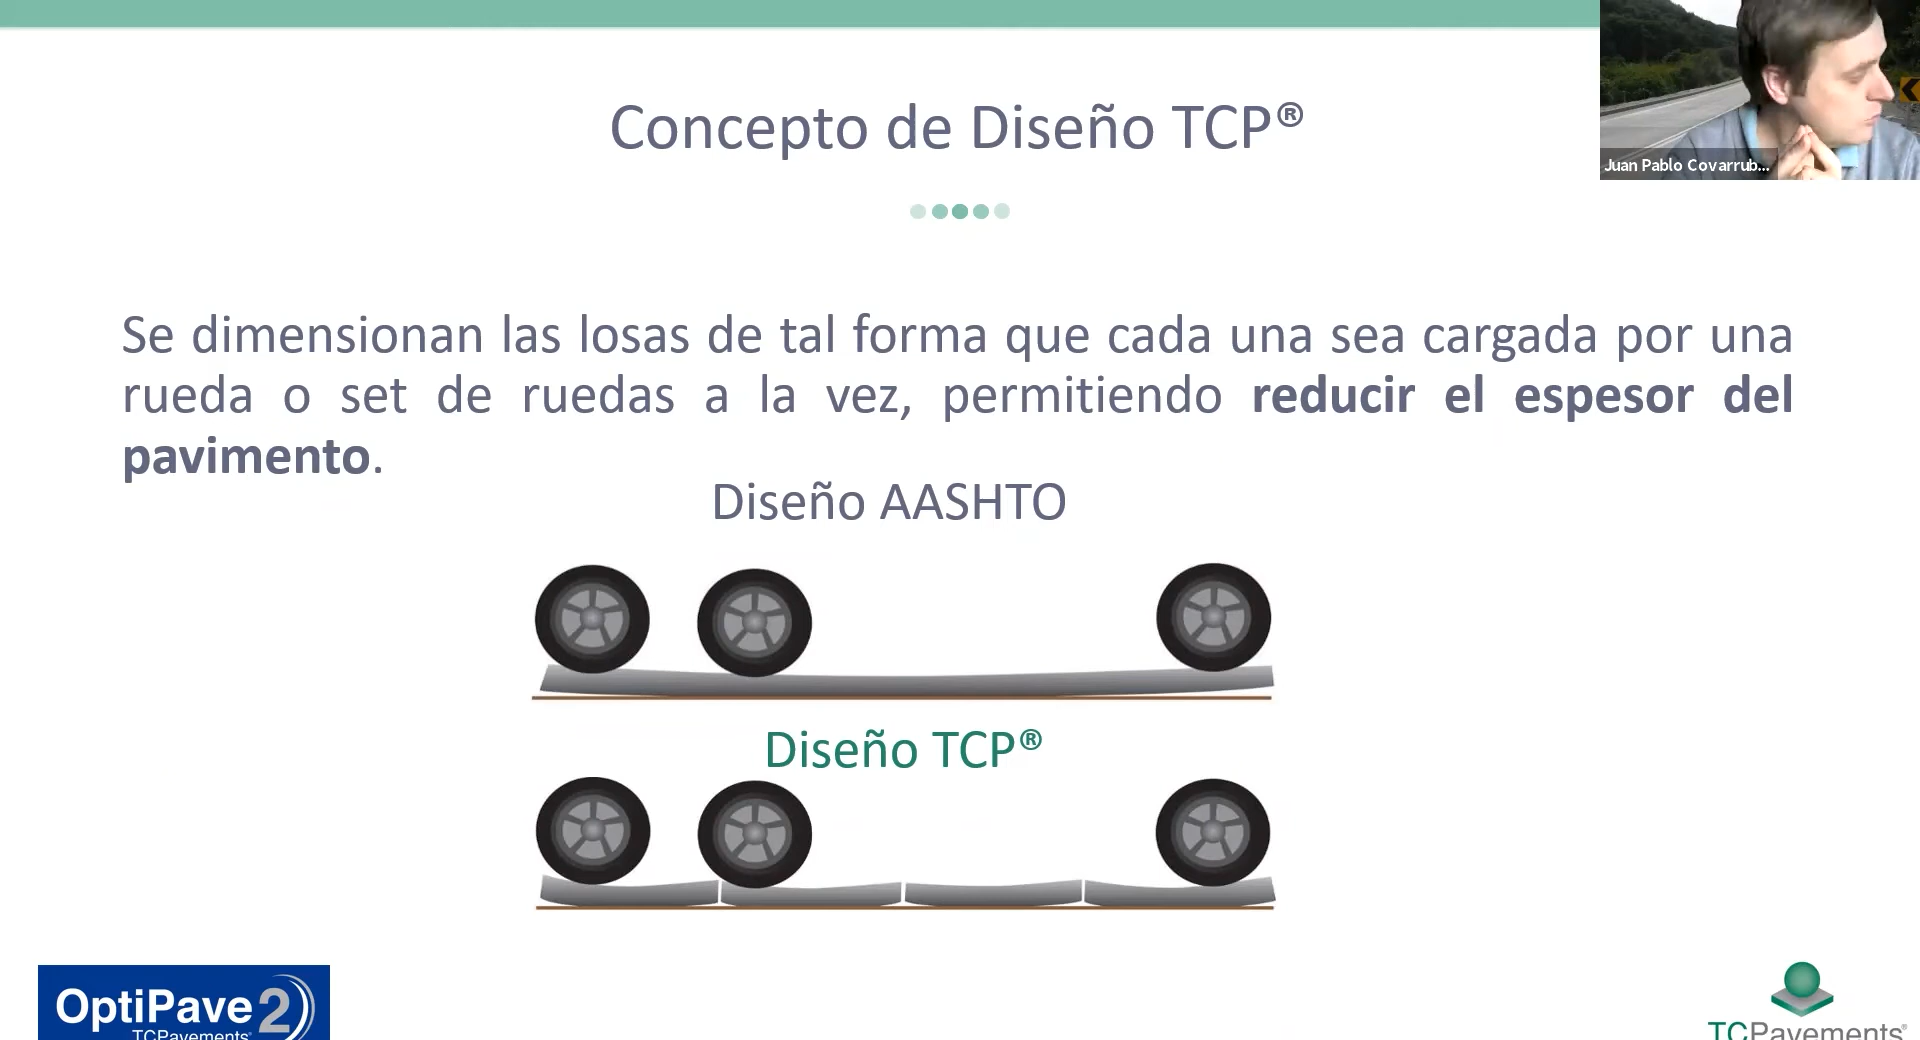 Concepto de Diseño TCP®
Juan Pablo Covarrub...
Se dimensionan las losas de tal forma que cada una sea cargada por una
rueda o set de ruedas a la vez, permitiendo reducir el espesor del
pavimento.
Diseño AASHTO
Diseño TCP®
OptiPave2
TCPavements
TCPavements®